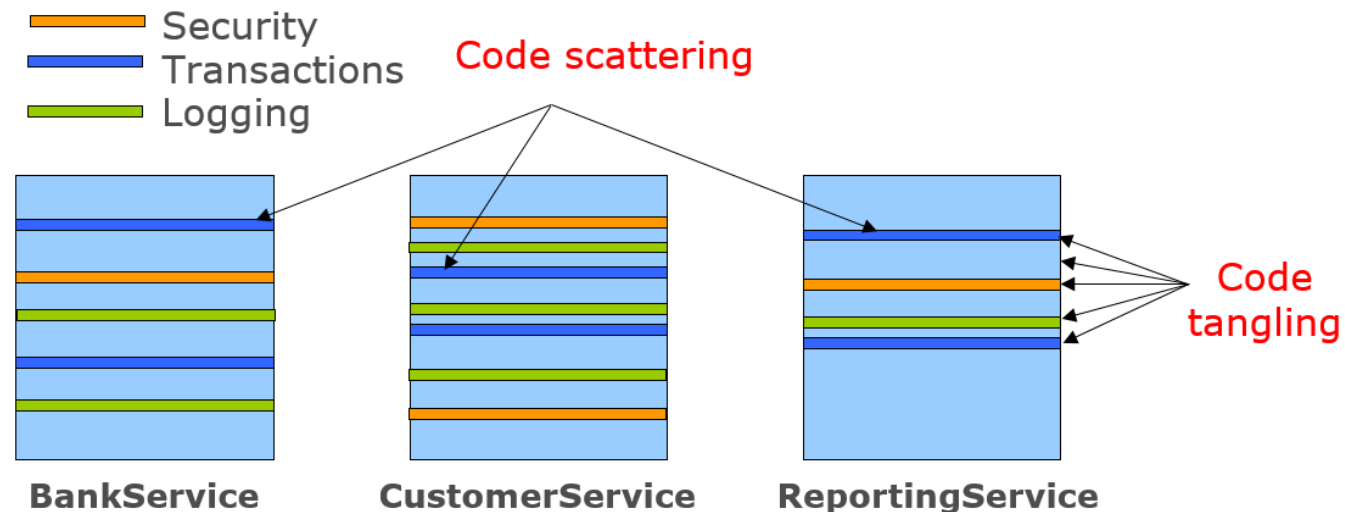 Security
Transactions
Logging
Code scattering
Code
tangling
BankService
CustomerService
ReportingService